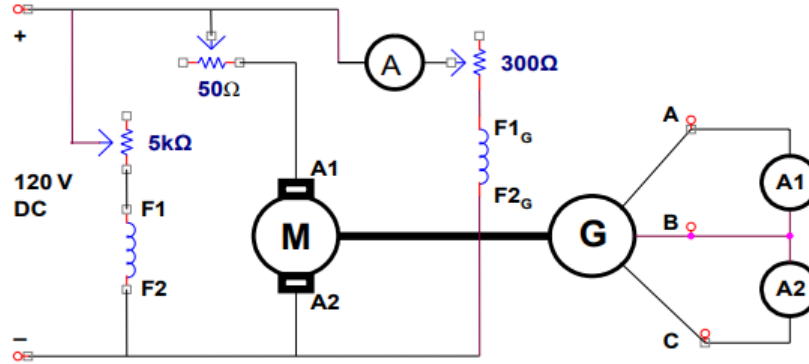 +
A
300Ω
50Ω
A
F1G
5kΩ
A1
A1
120 V
DC
F1
F2G
M
G
B
F2
A2
A2
C
–